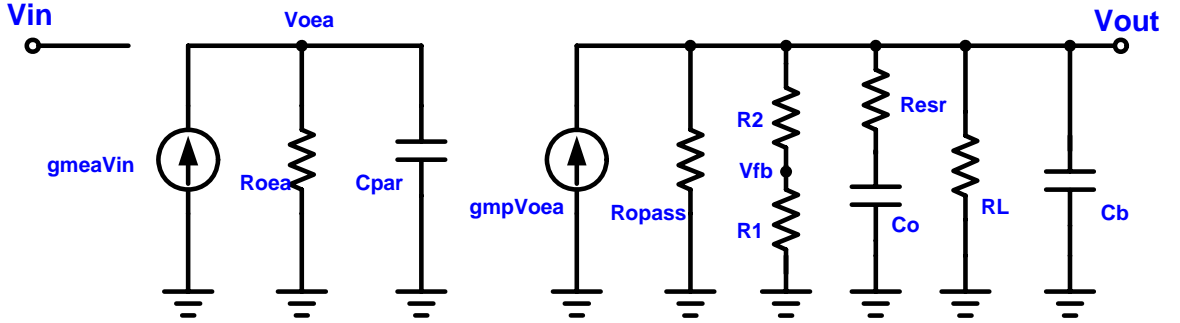 Vin
Voea
Vout
gmeaVin
Roea
Cpar
gmpVoea
Ropass
R2
Vfb
R1
Resr
Co
RL
Cb